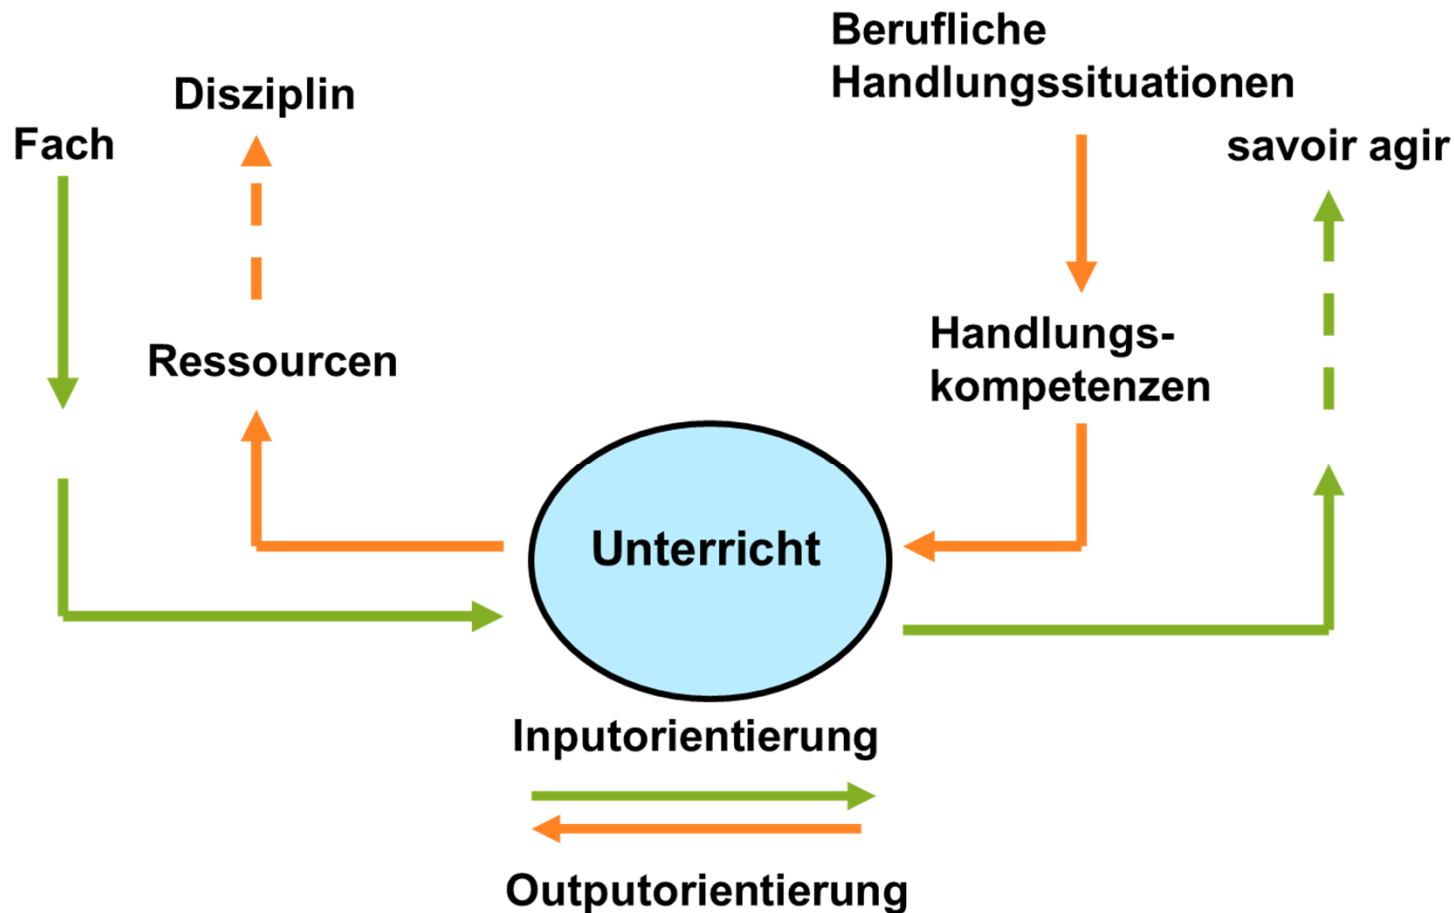 Berufliche
Handlungssituationen
Disziplin
Fach
savoir agir
Handlungs-
kompetenzen
Ressourcen
Unterricht
Inputorientierung
Outputorientierung